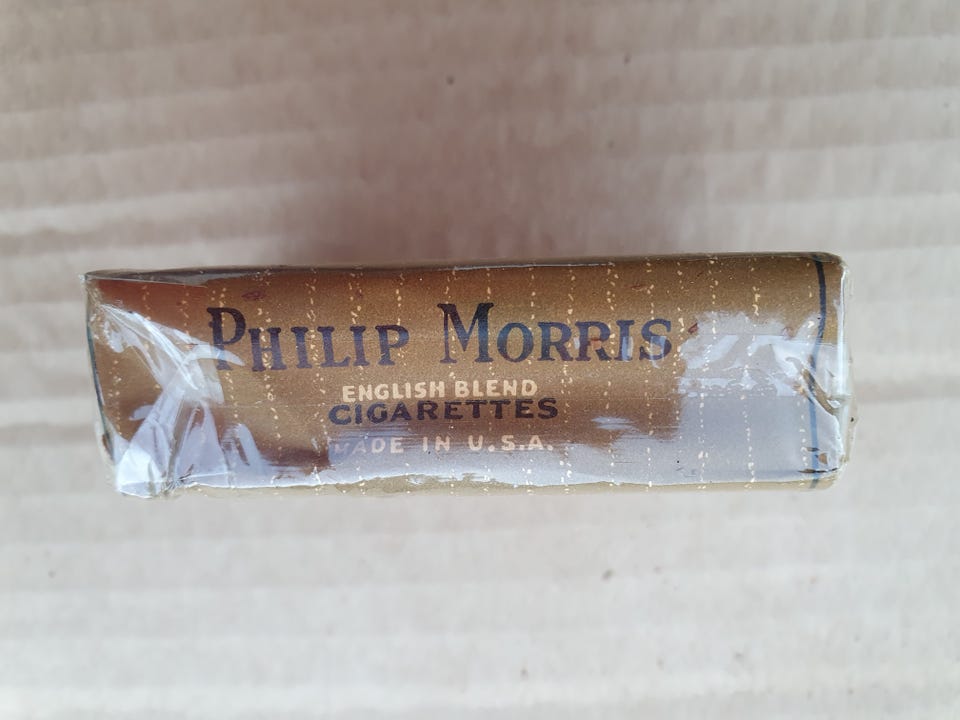 PHILIP MORRIS
ENGLISH BLEND
CIGARETTES
MADE IN U.S.A.